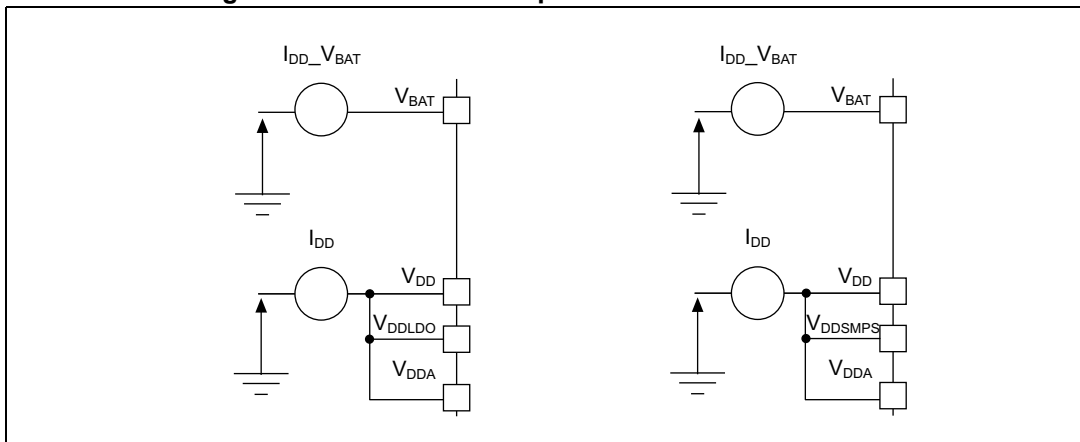 I_DD_V_BAT
V_BAT
I_DD
V_DD
V_DDLDO
V_DDA
I_DD_V_BAT
V_BAT
I_DD
V_DD
V_DDSMPS
V_DDA